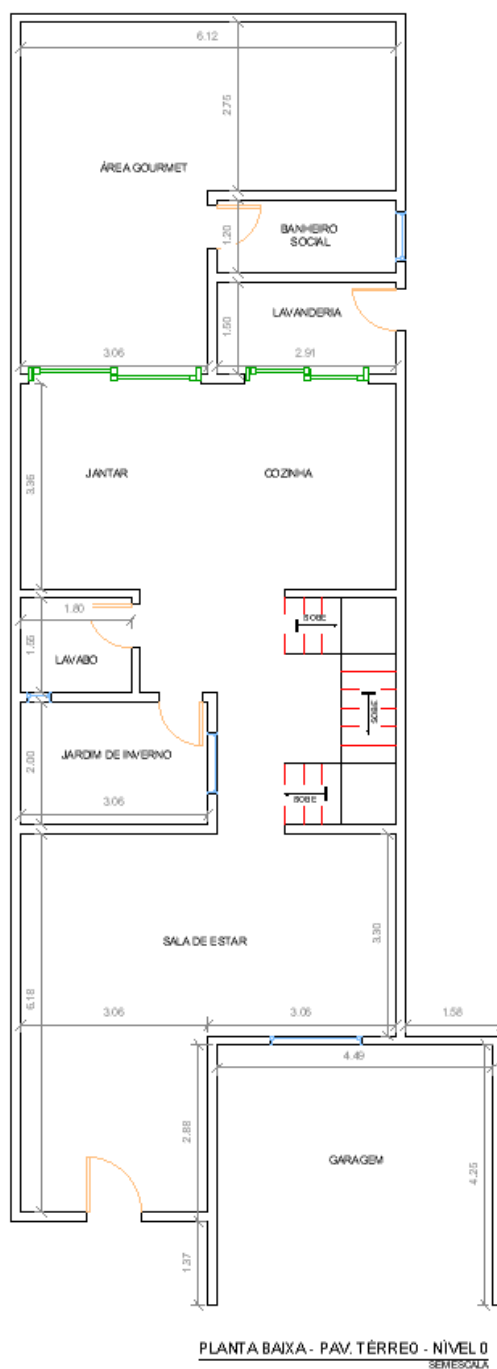 6.12
2.75
ÁREA GOURMET
1.20
BANHEIRO
SOCIAL
LAVANDERIA
1.50
3.06
2.91
3.36
JANTAR
COZINHA
1.80
SOBE
1.55
LAVABO
SOBE
2.00
JARDIM DE INVERNO
3.06
SOBE
SALA DE ESTAR
3.30
6.18
3.06
3.06
1.58
4.49
2.88
GARAGEM
4.25
1.37
PLANTA BAIXA - PAV. TÉRREO - NÍVEL 0
SEM ESCALA